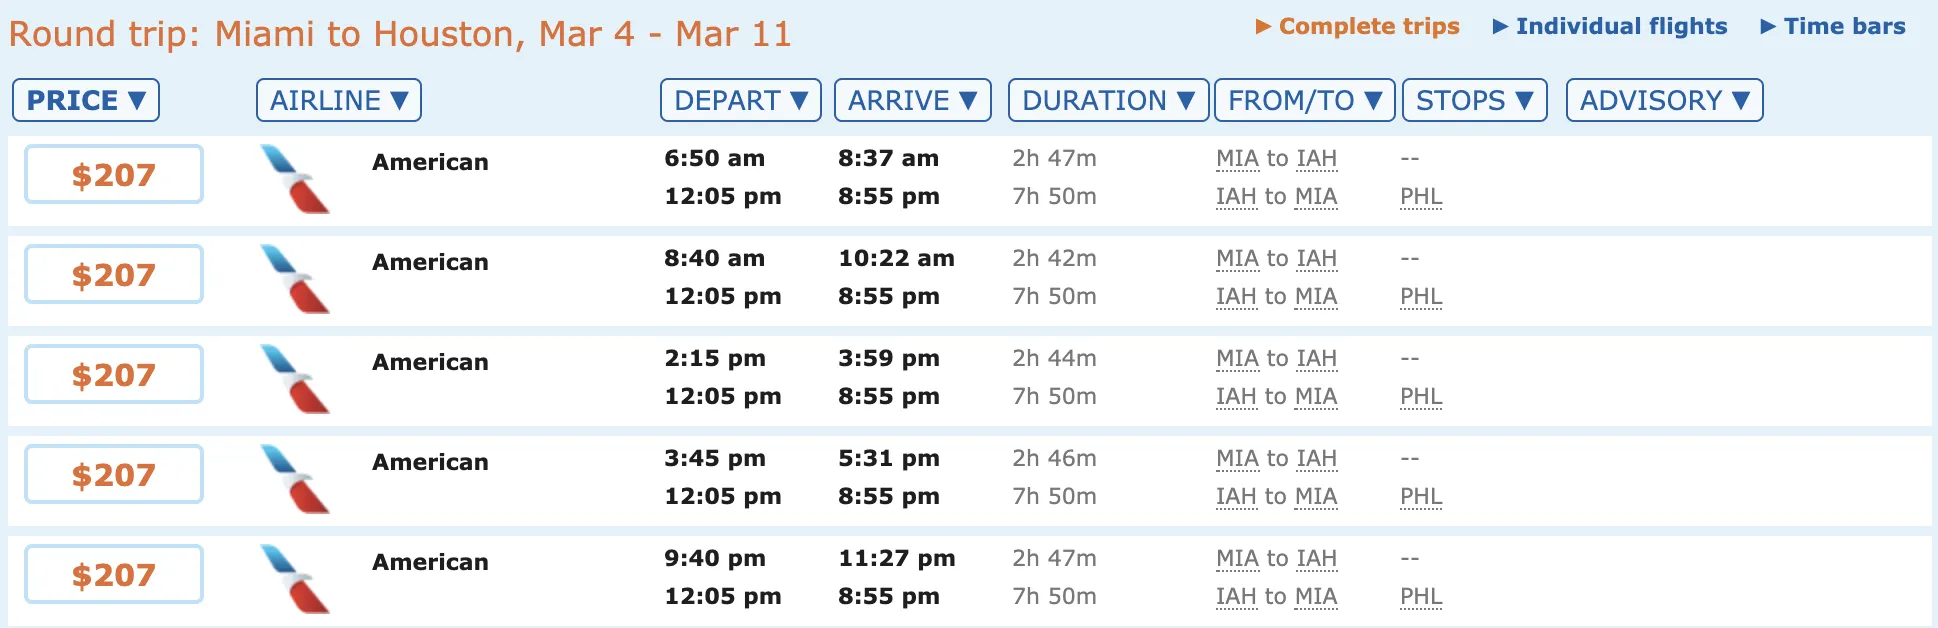 Round trip: Miami to Houston, Mar 4 - Mar 11
▶ Complete trips ▶ Individual flights ▶ Time bars
PRICE ▼ AIRLINE ▼ DEPART ▼ ARRIVE ▼ DURATION ▼ FROM/TO ▼ STOPS ▼ ADVISORY ▼
$207 American 6:50 am 8:37 am 2h 47m MIA to IAH --
12:05 pm 8:55 pm 7h 50m IAH to MIA PHL
$207 American 8:40 am 10:22 am 2h 42m MIA to IAH --
12:05 pm 8:55 pm 7h 50m IAH to MIA PHL
$207 American 2:15 pm 3:59 pm 2h 44m MIA to IAH --
12:05 pm 8:55 pm 7h 50m IAH to MIA PHL
$207 American 3:45 pm 5:31 pm 2h 46m MIA to IAH --
12:05 pm 8:55 pm 7h 50m IAH to MIA PHL
$207 American 9:40 pm 11:27 pm 2h 47m MIA to IAH --
12:05 pm 8:55 pm 7h 50m IAH to MIA PHL